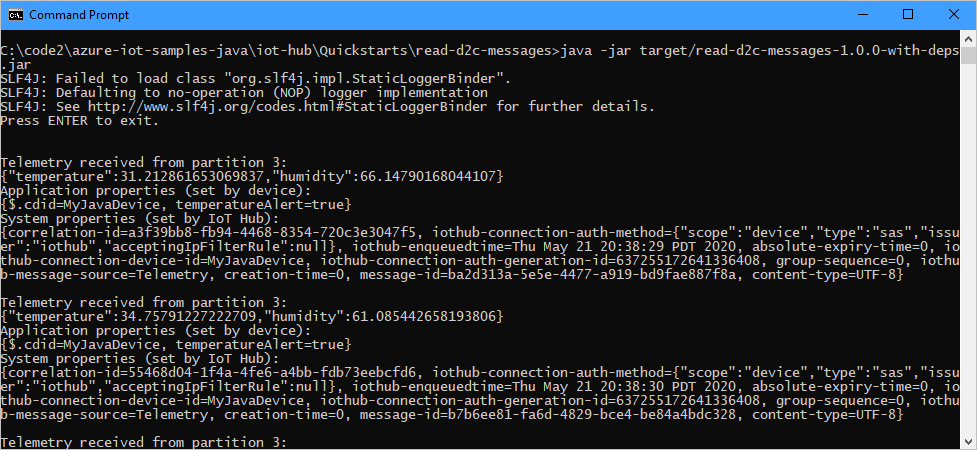 Command Prompt
C:\code2\azure-iot-samples-java\iot-hub\Quickstarts\read-d2c-messages>java -jar target/read-d2c-messages-1.0.0-with-deps
.jar
SLF4J: Failed to load class "org.slf4j.impl.StaticLoggerBinder".
SLF4J: Defaulting to no-operation (NOP) logger implementation
SLF4J: See http://www.slf4j.org/codes.html#StaticLoggerBinder for further details.
Press ENTER to exit.
Telemetry received from partition 3:
{"temperature":31.212861653069837,"humidity":66.14790168044107}
Application properties (set by device):
{$.cdid=MyJavaDevice, temperatureAlert=true}
System properties (set by IoT Hub):
{correlation-id=a3f39bb8-fb94-4468-8354-720c3e3047f5, iothub-connection-auth-method={"scope":"device","type":"sas","issu
er":"iothub","acceptingIpFilterRule":null}, iothub-enqueuedtime=Thu May 21 20:38:29 PDT 2020, absolute-expiry-time=0, io
thub-connection-device-id=MyJavaDevice, iothub-connection-auth-generation-id=637255172641336408, group-sequence=0, iothu
b-message-source=Telemetry, creation-time=0, message-id=ba2d313a-5e5e-4477-a919-bd9fae887f8a, content-type=UTF-8}
Telemetry received from partition 3:
{"temperature":34.75791227222709,"humidity":61.085442658193806}
Application properties (set by device):
{$.cdid=MyJavaDevice, temperatureAlert=true}
System properties (set by IoT Hub):
{correlation-id=55468d04-1f4a-4fe6-a4bb-fdb73eebcfd6, iothub-connection-auth-method={"scope":"device","type":"sas","issu
er":"iothub","acceptingIpFilterRule":null}, iothub-enqueuedtime=Thu May 21 20:38:30 PDT 2020, absolute-expiry-time=0, io
thub-connection-device-id=MyJavaDevice, iothub-connection-auth-generation-id=637255172641336408, group-sequence=0, iothu
b-message-source=Telemetry, creation-time=0, message-id=b7b6ee81-fa6d-4829-bce4-be84a4bdc328, content-type=UTF-8}
Telemetry received from partition 3: